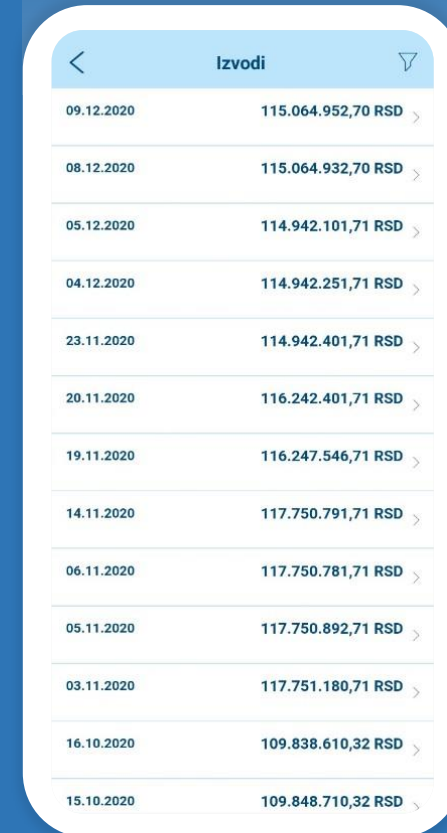 Izvodi
09.12.2020 115.064.952,70 RSD
08.12.2020 115.064.932,70 RSD
05.12.2020 114.942.101,71 RSD
04.12.2020 114.942.251,71 RSD
23.11.2020 114.942.401,71 RSD
20.11.2020 116.242.401,71 RSD
19.11.2020 116.247.546,71 RSD
14.11.2020 117.750.791,71 RSD
06.11.2020 117.750.781,71 RSD
05.11.2020 117.750.892,71 RSD
03.11.2020 117.751.180,71 RSD
16.10.2020 109.838.610,32 RSD
15.10.2020 109.848.710,32 RSD